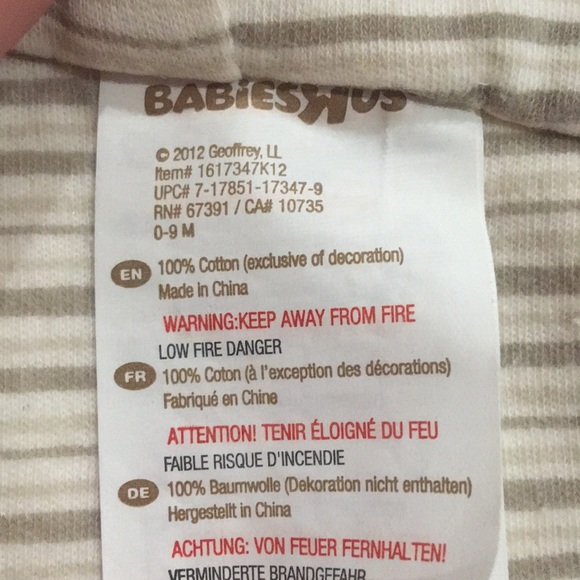 BABiESЯUS
© 2012 Geoffrey, LL
Item# 1617347K12
UPC# 7-17851-17347-9
RN# 67391 / CA# 10735
0-9 M
EN 100% Cotton (exclusive of decoration)
Made in China
WARNING:KEEP AWAY FROM FIRE
LOW FIRE DANGER
FR 100% Coton (à l'exception des décorations)
Fabriqué en Chine
ATTENTION! TENIR ÉLOIGNÉ DU FEU
FAIBLE RISQUE D'INCENDIE
DE 100% Baumwolle (Dekoration nicht enthalten)
Hergestellt in China
ACHTUNG: VON FEUER FERNHALTEN!
VERMINDERTE BRANDGEFAHR